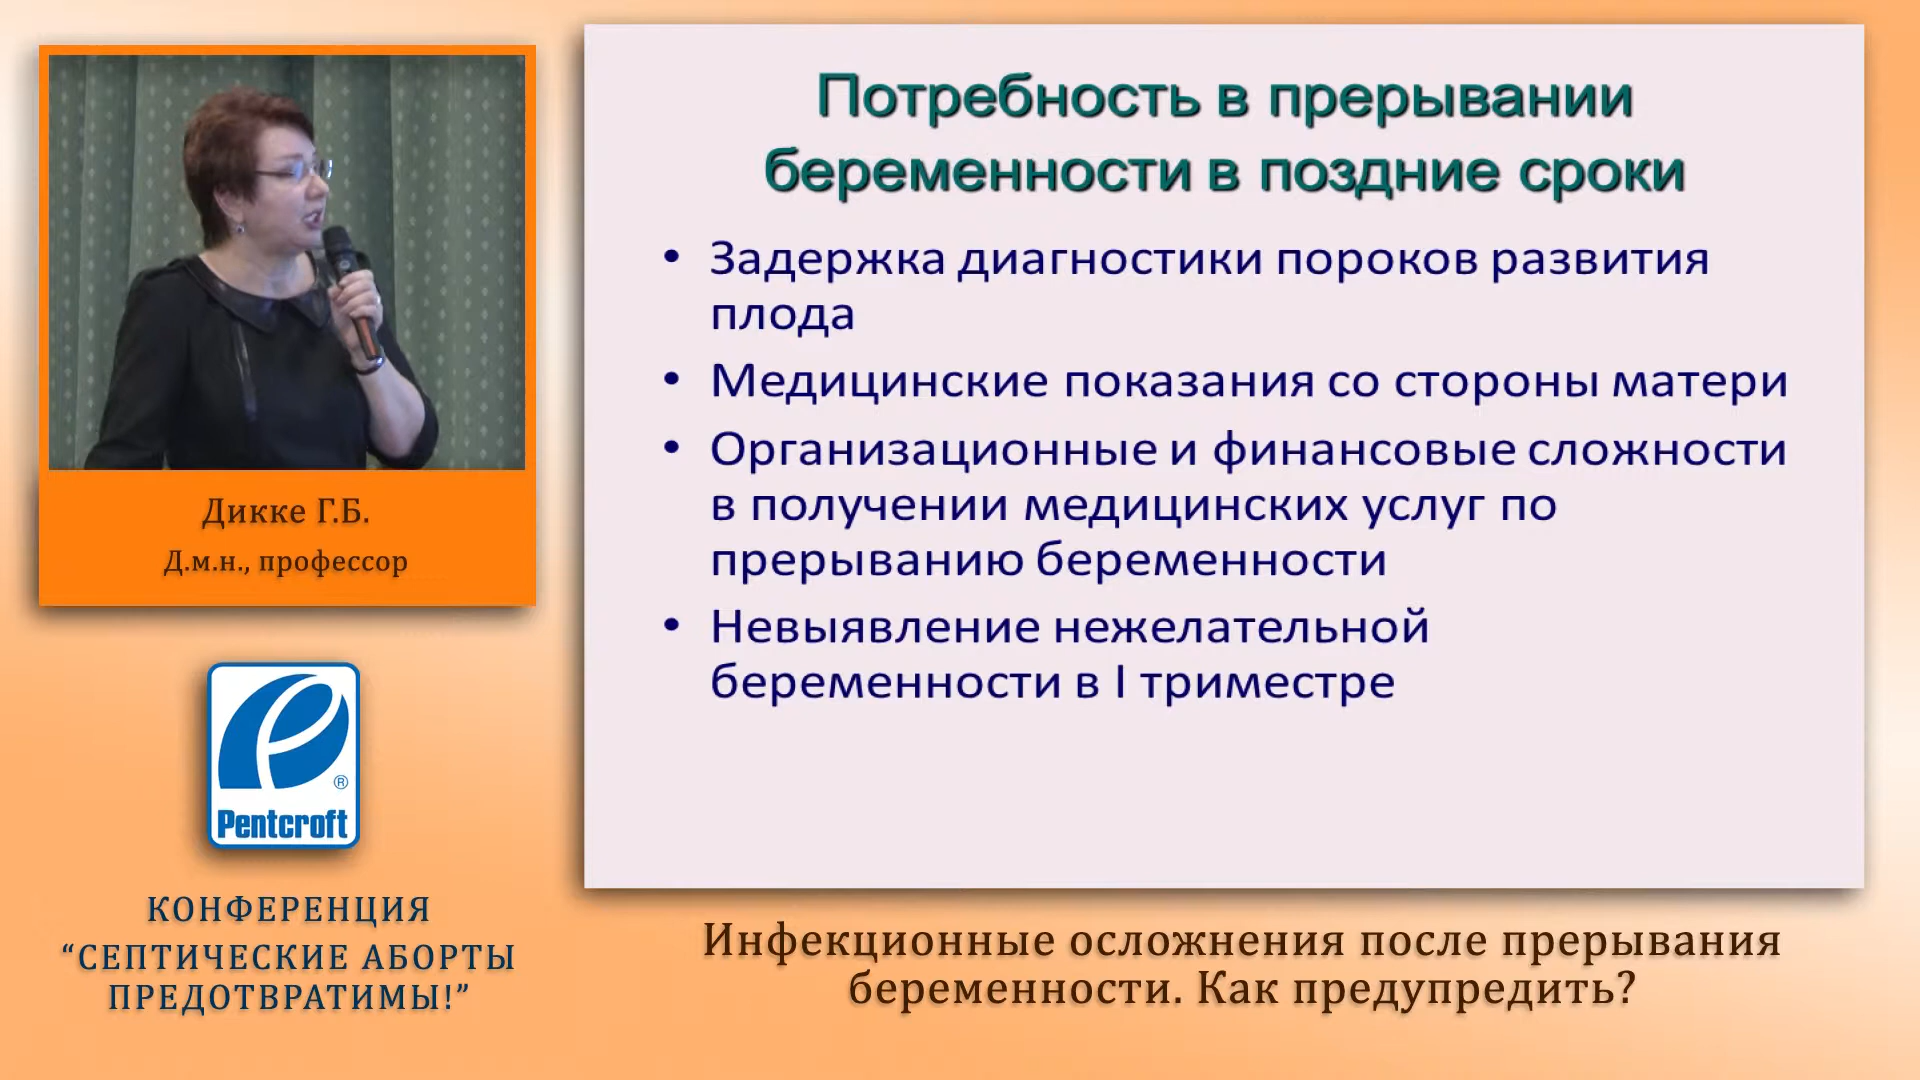 Потребность в прерывании
беременности в поздние сроки
• Задержка диагностики пороков развития
плода
• Медицинские показания со стороны матери
• Организационные и финансовые сложности
в получении медицинских услуг по
прерыванию беременности
• Невыявление нежелательной
беременности в I триместре
Дикке Г.Б.
Д.м.н., профессор
®
Pentcroft
КОНФЕРЕНЦИЯ
“СЕПТИЧЕСКИЕ АБОРТЫ
ПРЕДОТВРАТИМЫ!”
Инфекционные осложнения после прерывания
беременности. Как предупредить?